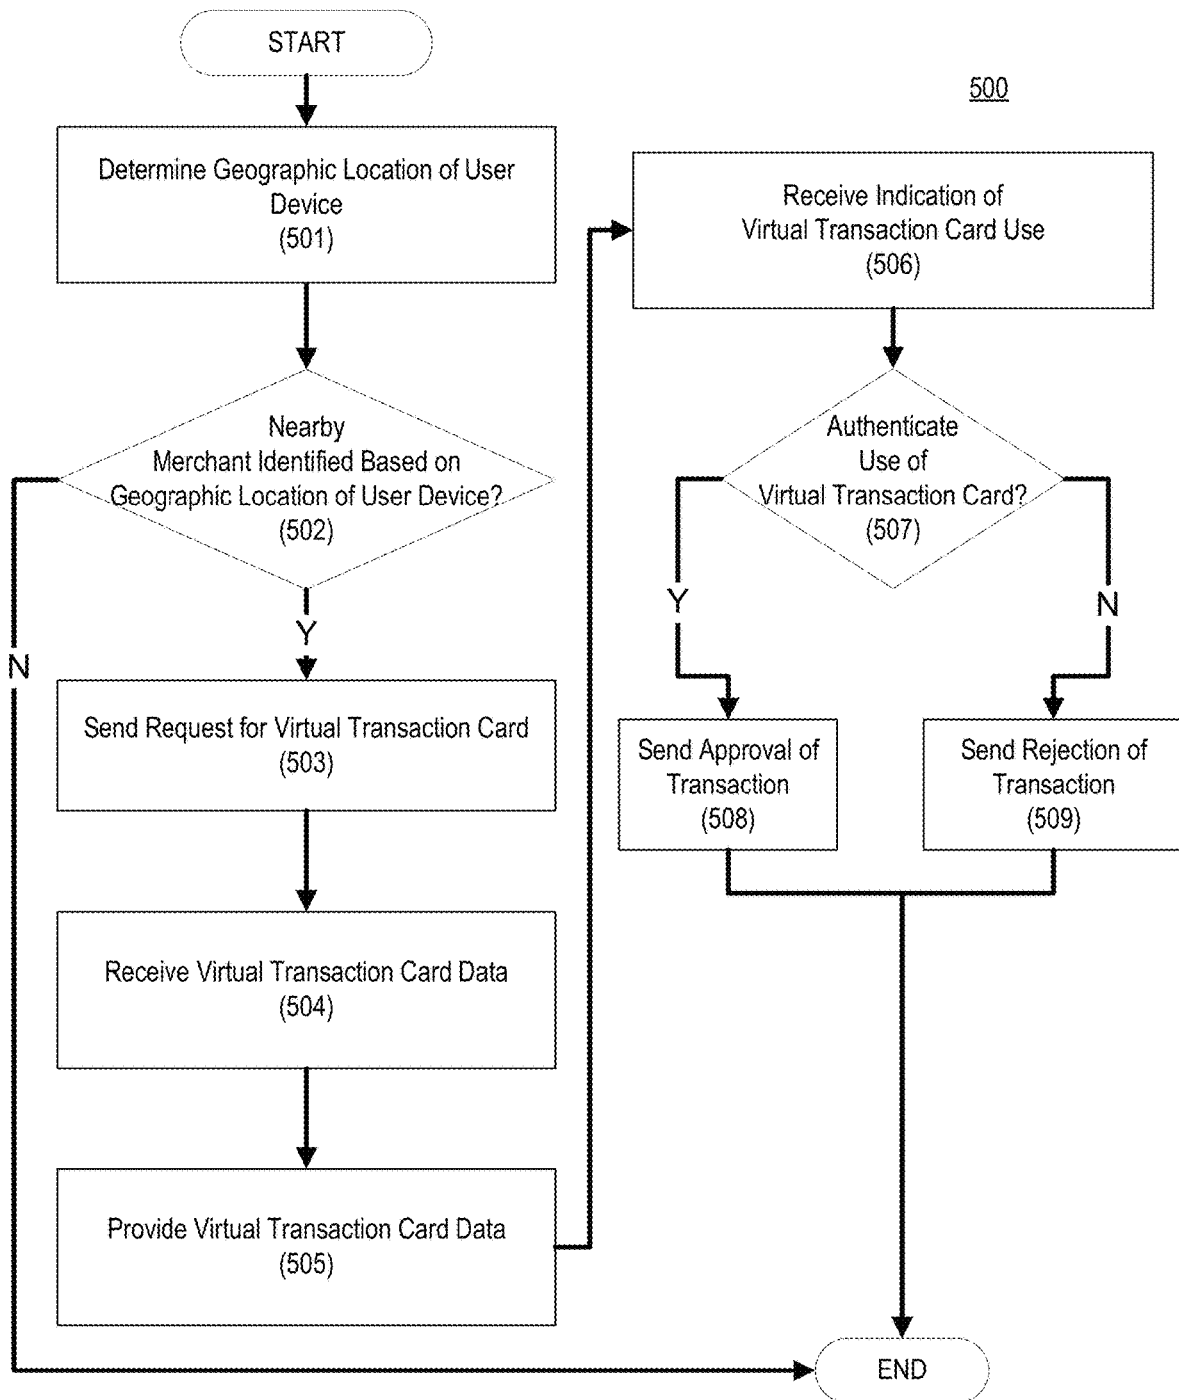 START
500
Determine Geographic Location of User
Device
(501)
Nearby
Merchant Identified Based on
Geographic Location of User Device?
(502)
N
Y
Send Request for Virtual Transaction Card
(503)
Receive Virtual Transaction Card Data
(504)
Provide Virtual Transaction Card Data
(505)
Receive Indication of
Virtual Transaction Card Use
(506)
Authenticate
Use of
Virtual Transaction Card?
(507)
Y
N
Send Approval of
Transaction
(508)
Send Rejection of
Transaction
(509)
END